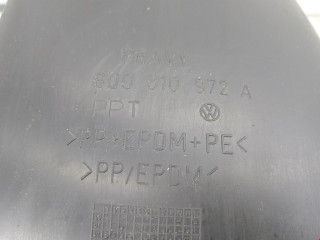 6Q0 810 972 A
PPT
>PP/EPDM+PE<
>PP/EPDM<